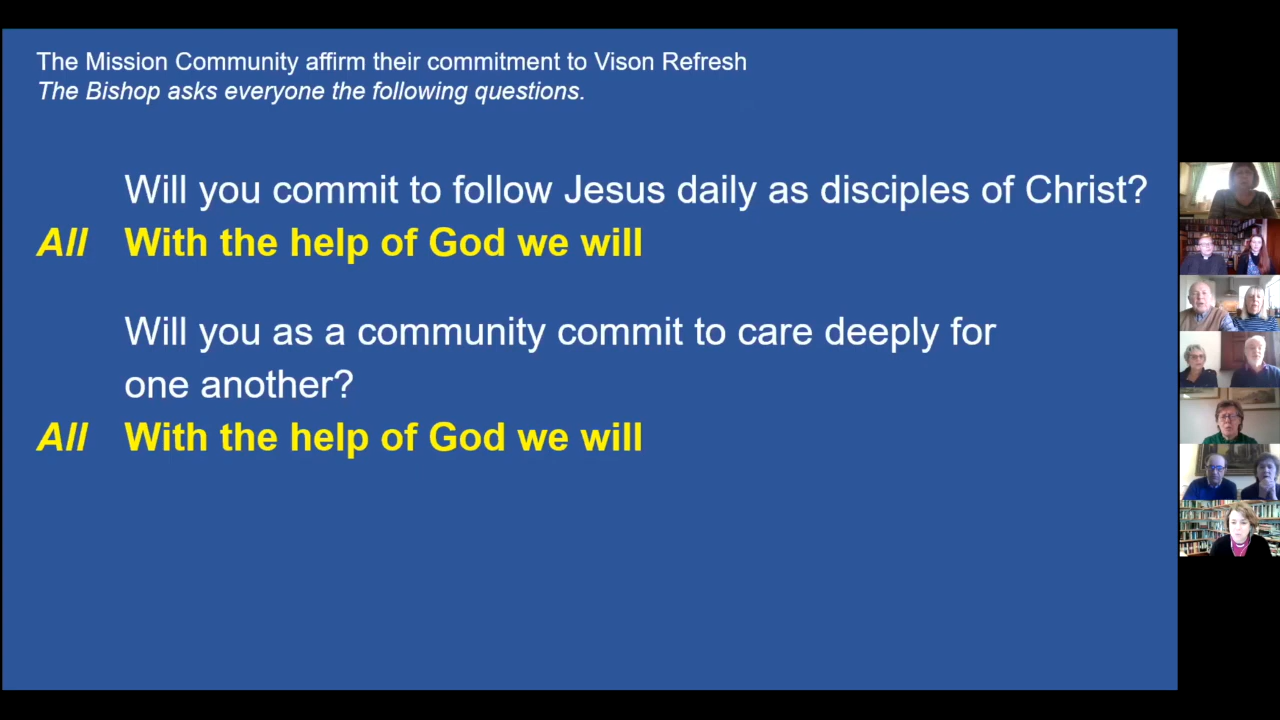 The Mission Community affirm their commitment to Vison Refresh
The Bishop asks everyone the following questions.
Will you commit to follow Jesus daily as disciples of Christ?
All With the help of God we will
Will you as a community commit to care deeply for
one another?
All With the help of God we will